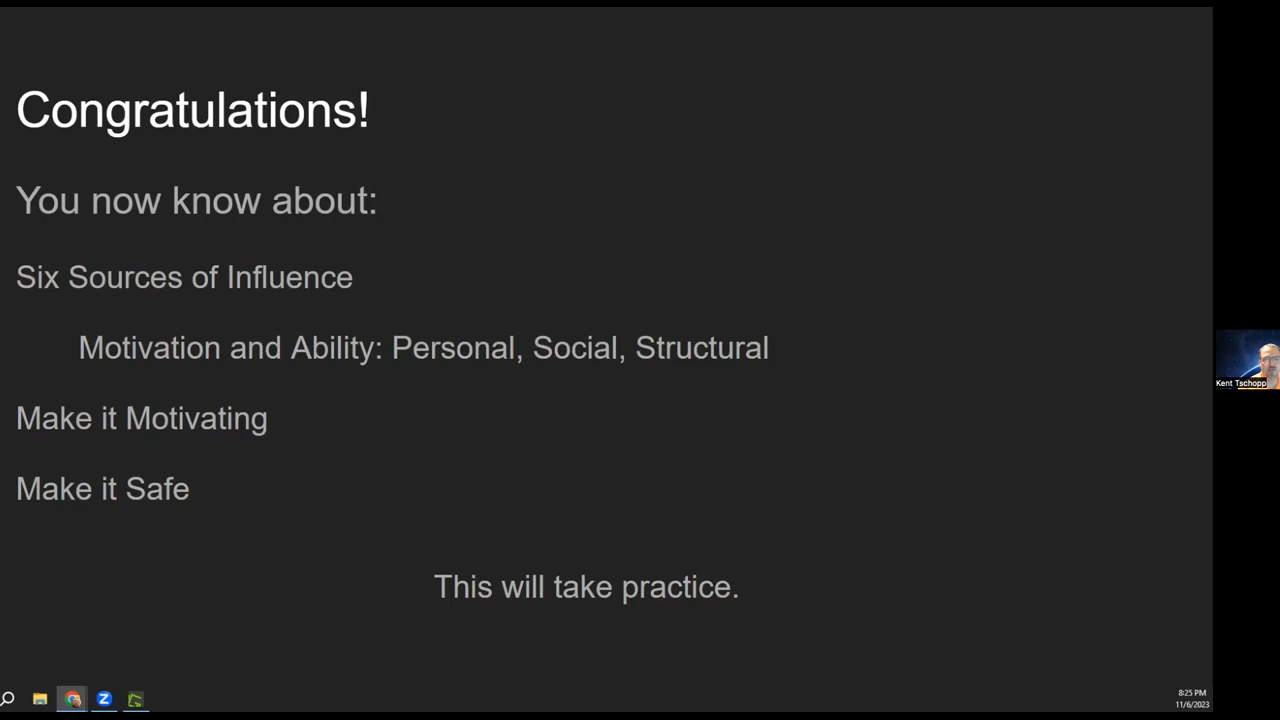 Congratulations!
You now know about:
Six Sources of Influence
Motivation and Ability: Personal, Social, Structural
Make it Motivating
Make it Safe
This will take practice.
Kent Tschopp
8:25 PM
11/6/2023